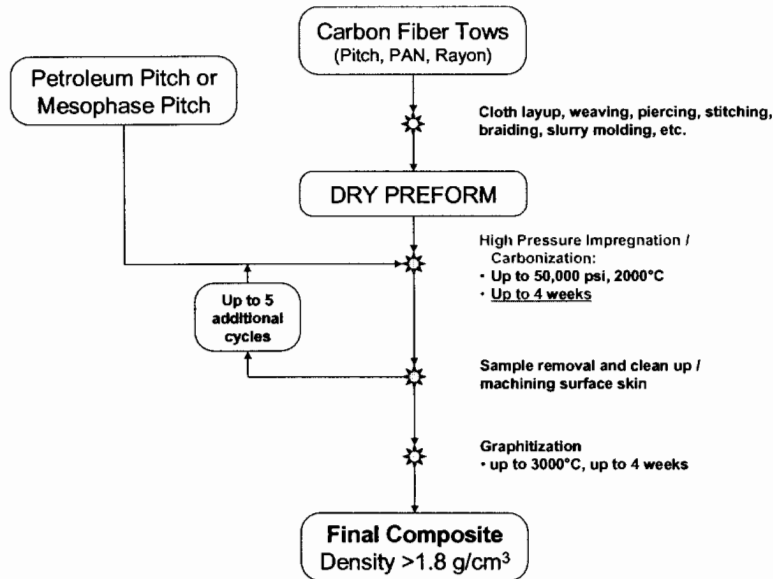 Carbon Fiber Tows
(Pitch, PAN, Rayon)
Petroleum Pitch or
Mesophase Pitch
Cloth layup, weaving, piercing, stitching,
braiding, slurry molding, etc.
DRY PREFORM
High Pressure Impregnation /
Carbonization:
• Up to 50,000 psi, 2000°C
• Up to 4 weeks
Up to 5
additional
cycles
Sample removal and clean up /
machining surface skin
Graphitization
• up to 3000°C, up to 4 weeks
Final Composite
Density >1.8 g/cm³